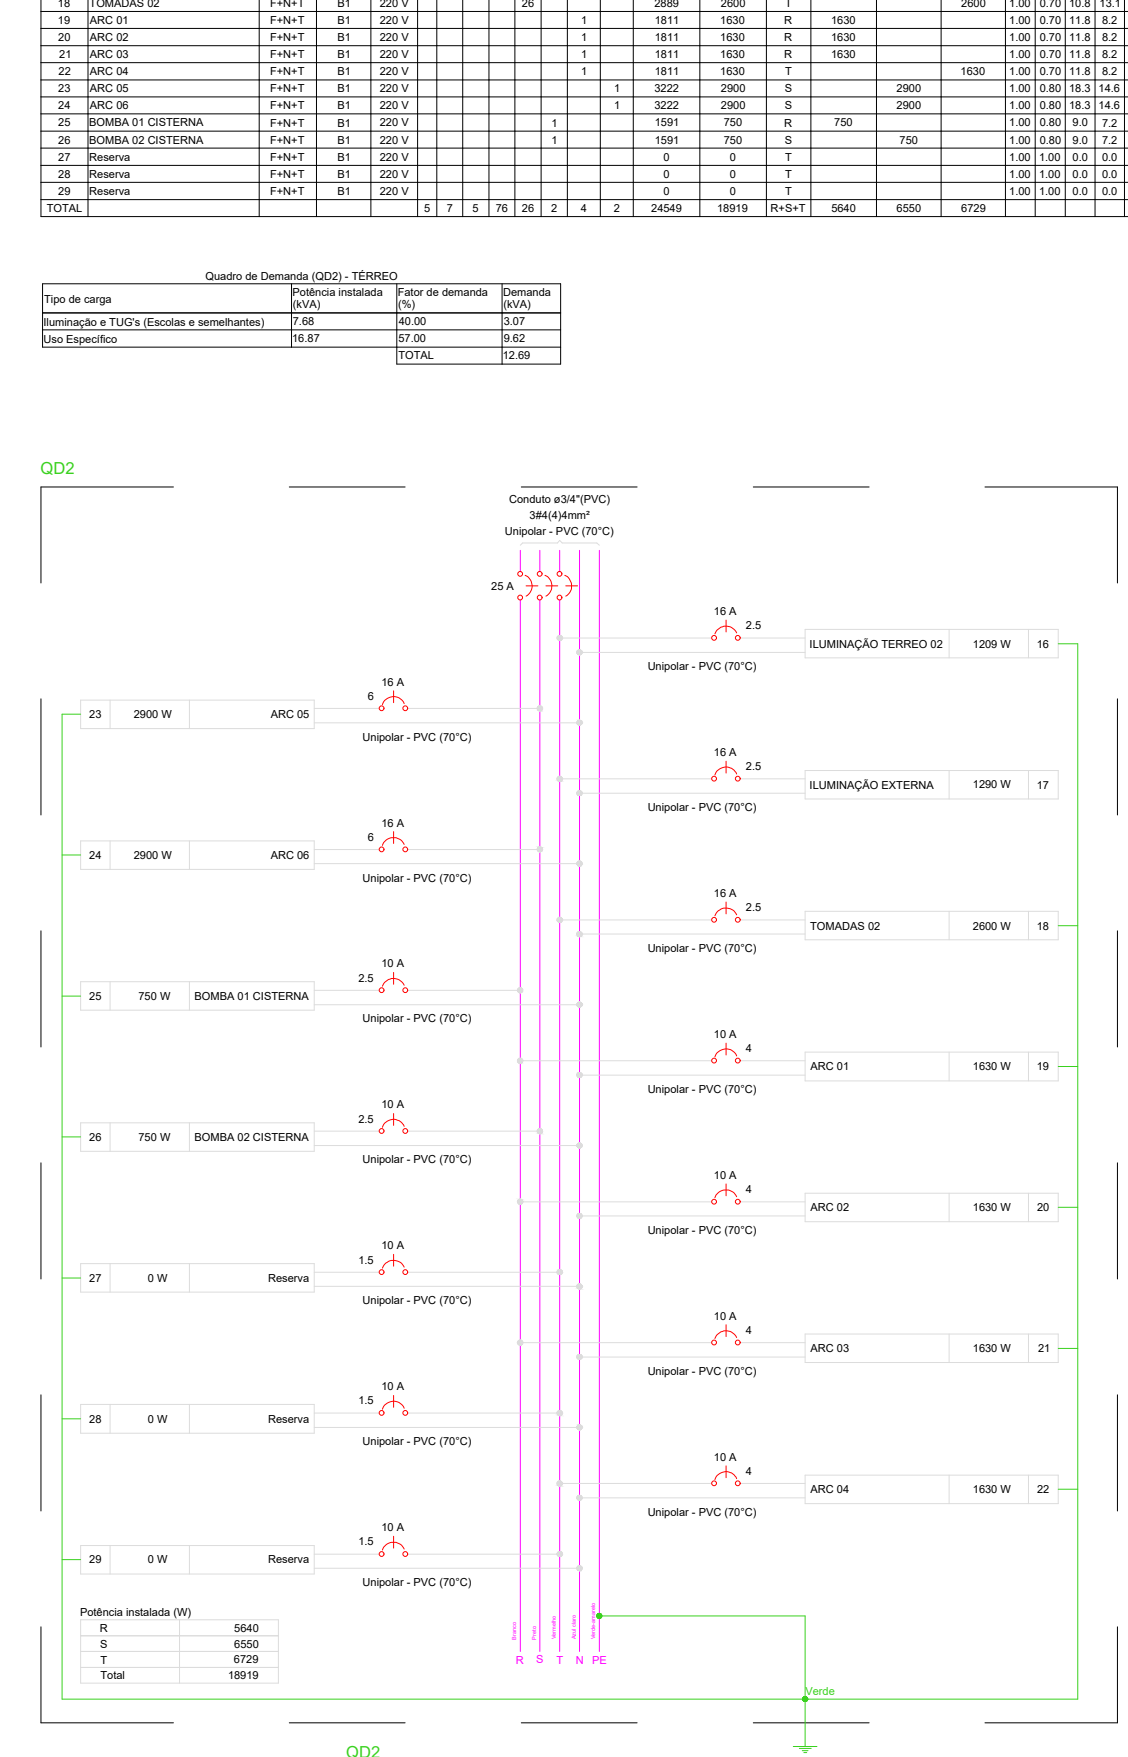 18 TOMADAS 02 F+N+T B1 220 V 26 2889 2600 T 2600 1.00 0.70 10.8 13.1
19 ARC 01 F+N+T B1 220 V 1 1811 1630 R 1630 1.00 0.70 11.8 8.2
20 ARC 02 F+N+T B1 220 V 1 1811 1630 R 1630 1.00 0.70 11.8 8.2
21 ARC 03 F+N+T B1 220 V 1 1811 1630 R 1630 1.00 0.70 11.8 8.2
22 ARC 04 F+N+T B1 220 V 1 1811 1630 T 1630 1.00 0.70 11.8 8.2
23 ARC 05 F+N+T B1 220 V 1 3222 2900 S 2900 1.00 0.80 18.3 14.6
24 ARC 06 F+N+T B1 220 V 1 3222 2900 S 2900 1.00 0.80 18.3 14.6
25 BOMBA 01 CISTERNA F+N+T B1 220 V 1 1591 750 R 750 1.00 0.80 9.0 7.2
26 BOMBA 02 CISTERNA F+N+T B1 220 V 1 1591 750 S 750 1.00 0.80 9.0 7.2
27 Reserva F+N+T B1 220 V 0 0 T 1.00 1.00 0.0 0.0
28 Reserva F+N+T B1 220 V 0 0 T 1.00 1.00 0.0 0.0
29 Reserva F+N+T B1 220 V 0 0 T 1.00 1.00 0.0 0.0
TOTAL 5 7 5 76 26 2 4 2 24549 18919 R+S+T 5640 6550 6729
Quadro de Demanda (QD2) - TÉRREO
Tipo de carga Potência instalada (kVA) Fator de demanda (%) Demanda (kVA)
Iluminação e TUG's (Escolas e semelhantes) 7.68 40.00 3.07
Uso Específico 16.87 57.00 9.62
TOTAL 12.69
QD2
Conduto ø3/4"(PVC)
3#4(4)4mm²
Unipolar - PVC (70°C)
25 A
16 A
2.5
ILUMINAÇÃO TERREO 02 1209 W 16
Unipolar - PVC (70°C)
16 A
6
23 2900 W ARC 05
Unipolar - PVC (70°C)
16 A
2.5
ILUMINAÇÃO EXTERNA 1290 W 17
Unipolar - PVC (70°C)
16 A
6
24 2900 W ARC 06
Unipolar - PVC (70°C)
16 A
2.5
TOMADAS 02 2600 W 18
Unipolar - PVC (70°C)
10 A
2.5
25 750 W BOMBA 01 CISTERNA
Unipolar - PVC (70°C)
10 A
4
ARC 01 1630 W 19
Unipolar - PVC (70°C)
10 A
2.5
26 750 W BOMBA 02 CISTERNA
Unipolar - PVC (70°C)
10 A
4
ARC 02 1630 W 20
Unipolar - PVC (70°C)
10 A
1.5
27 0 W Reserva
Unipolar - PVC (70°C)
10 A
4
ARC 03 1630 W 21
Unipolar - PVC (70°C)
10 A
1.5
28 0 W Reserva
Unipolar - PVC (70°C)
10 A
4
ARC 04 1630 W 22
Unipolar - PVC (70°C)
10 A
1.5
29 0 W Reserva
Unipolar - PVC (70°C)
Potência instalada (W)
R 5640
S 6550
T 6729
Total 18919
Branco
Preto
Vermelho
Azul claro
Verde-amarelo
R S T N PE
Verde
QD2